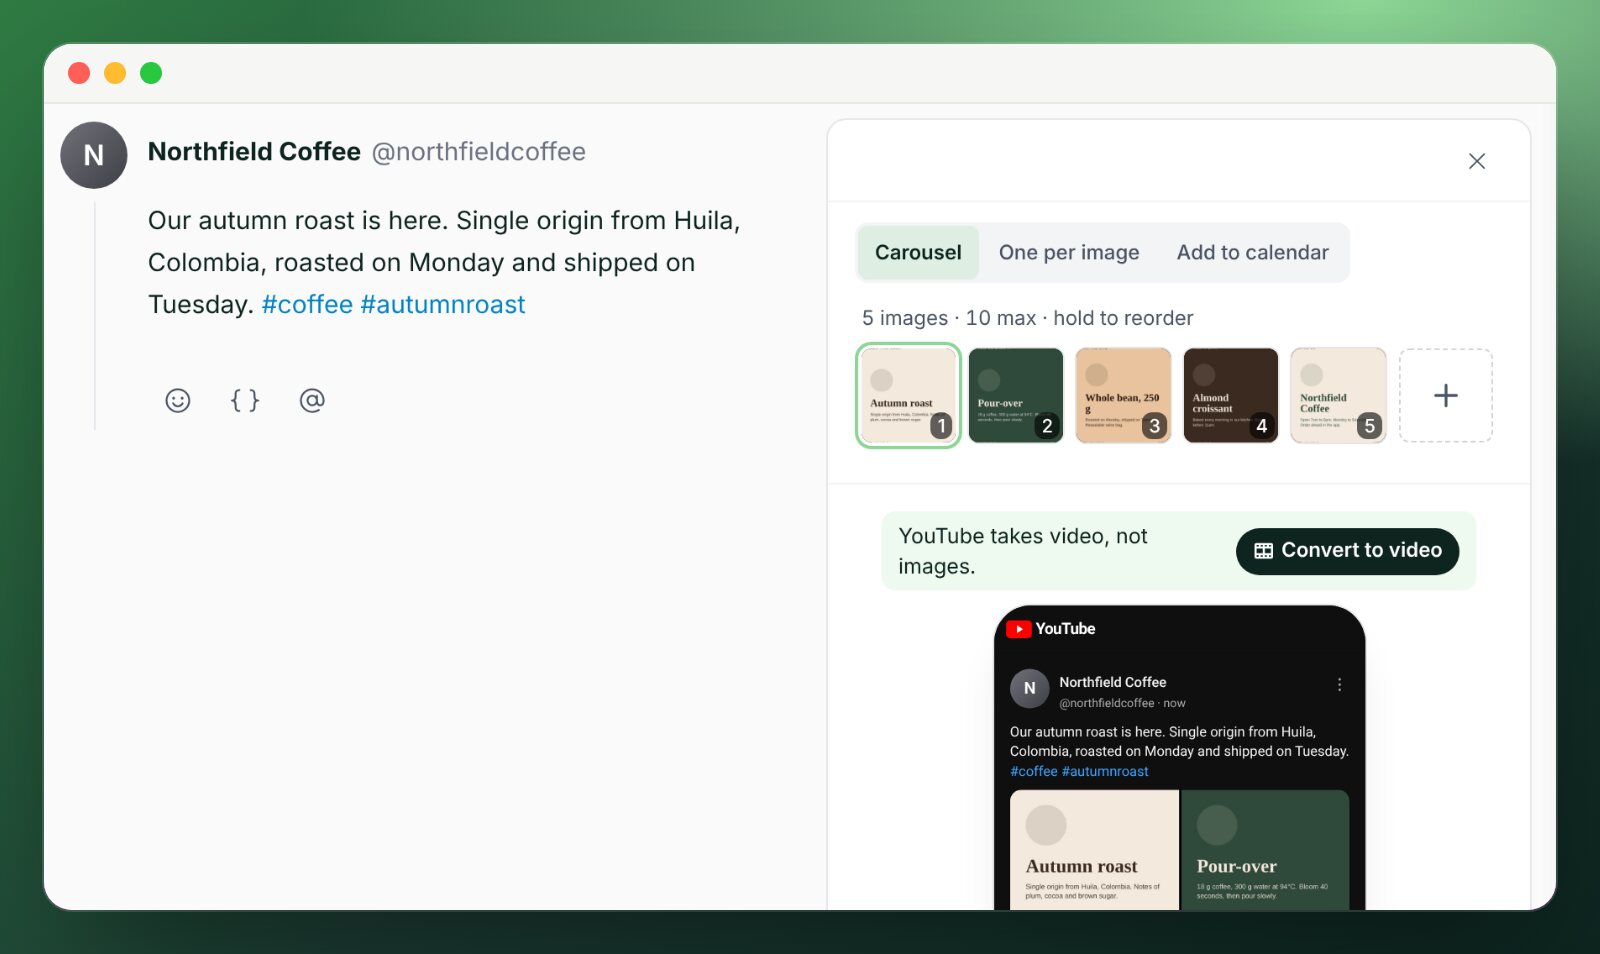 N
Northfield Coffee @northfieldcoffee
Our autumn roast is here. Single origin from Huila,
Colombia, roasted on Monday and shipped on
Tuesday. #coffee #autumnroast
{ } @
Carousel One per image Add to calendar
5 images · 10 max · hold to reorder
Autumn roast
1
Pour-over
2
Whole bean, 250
g
3
Almond
croissant
4
Northfield
Coffee
5
+
YouTube takes video, not
images.
Convert to video
YouTube
N
Northfield Coffee
@northfieldcoffee · now
Our autumn roast is here. Single origin from Huila,
Colombia, roasted on Monday and shipped on Tuesday.
#coffee #autumnroast
Autumn roast
Single origin from Huila, Colombia. Notes of
plum, cocoa and brown sugar.
Pour-over
18 g coffee, 300 g water at 94°C. Bloom 40
seconds, then pour slowly.